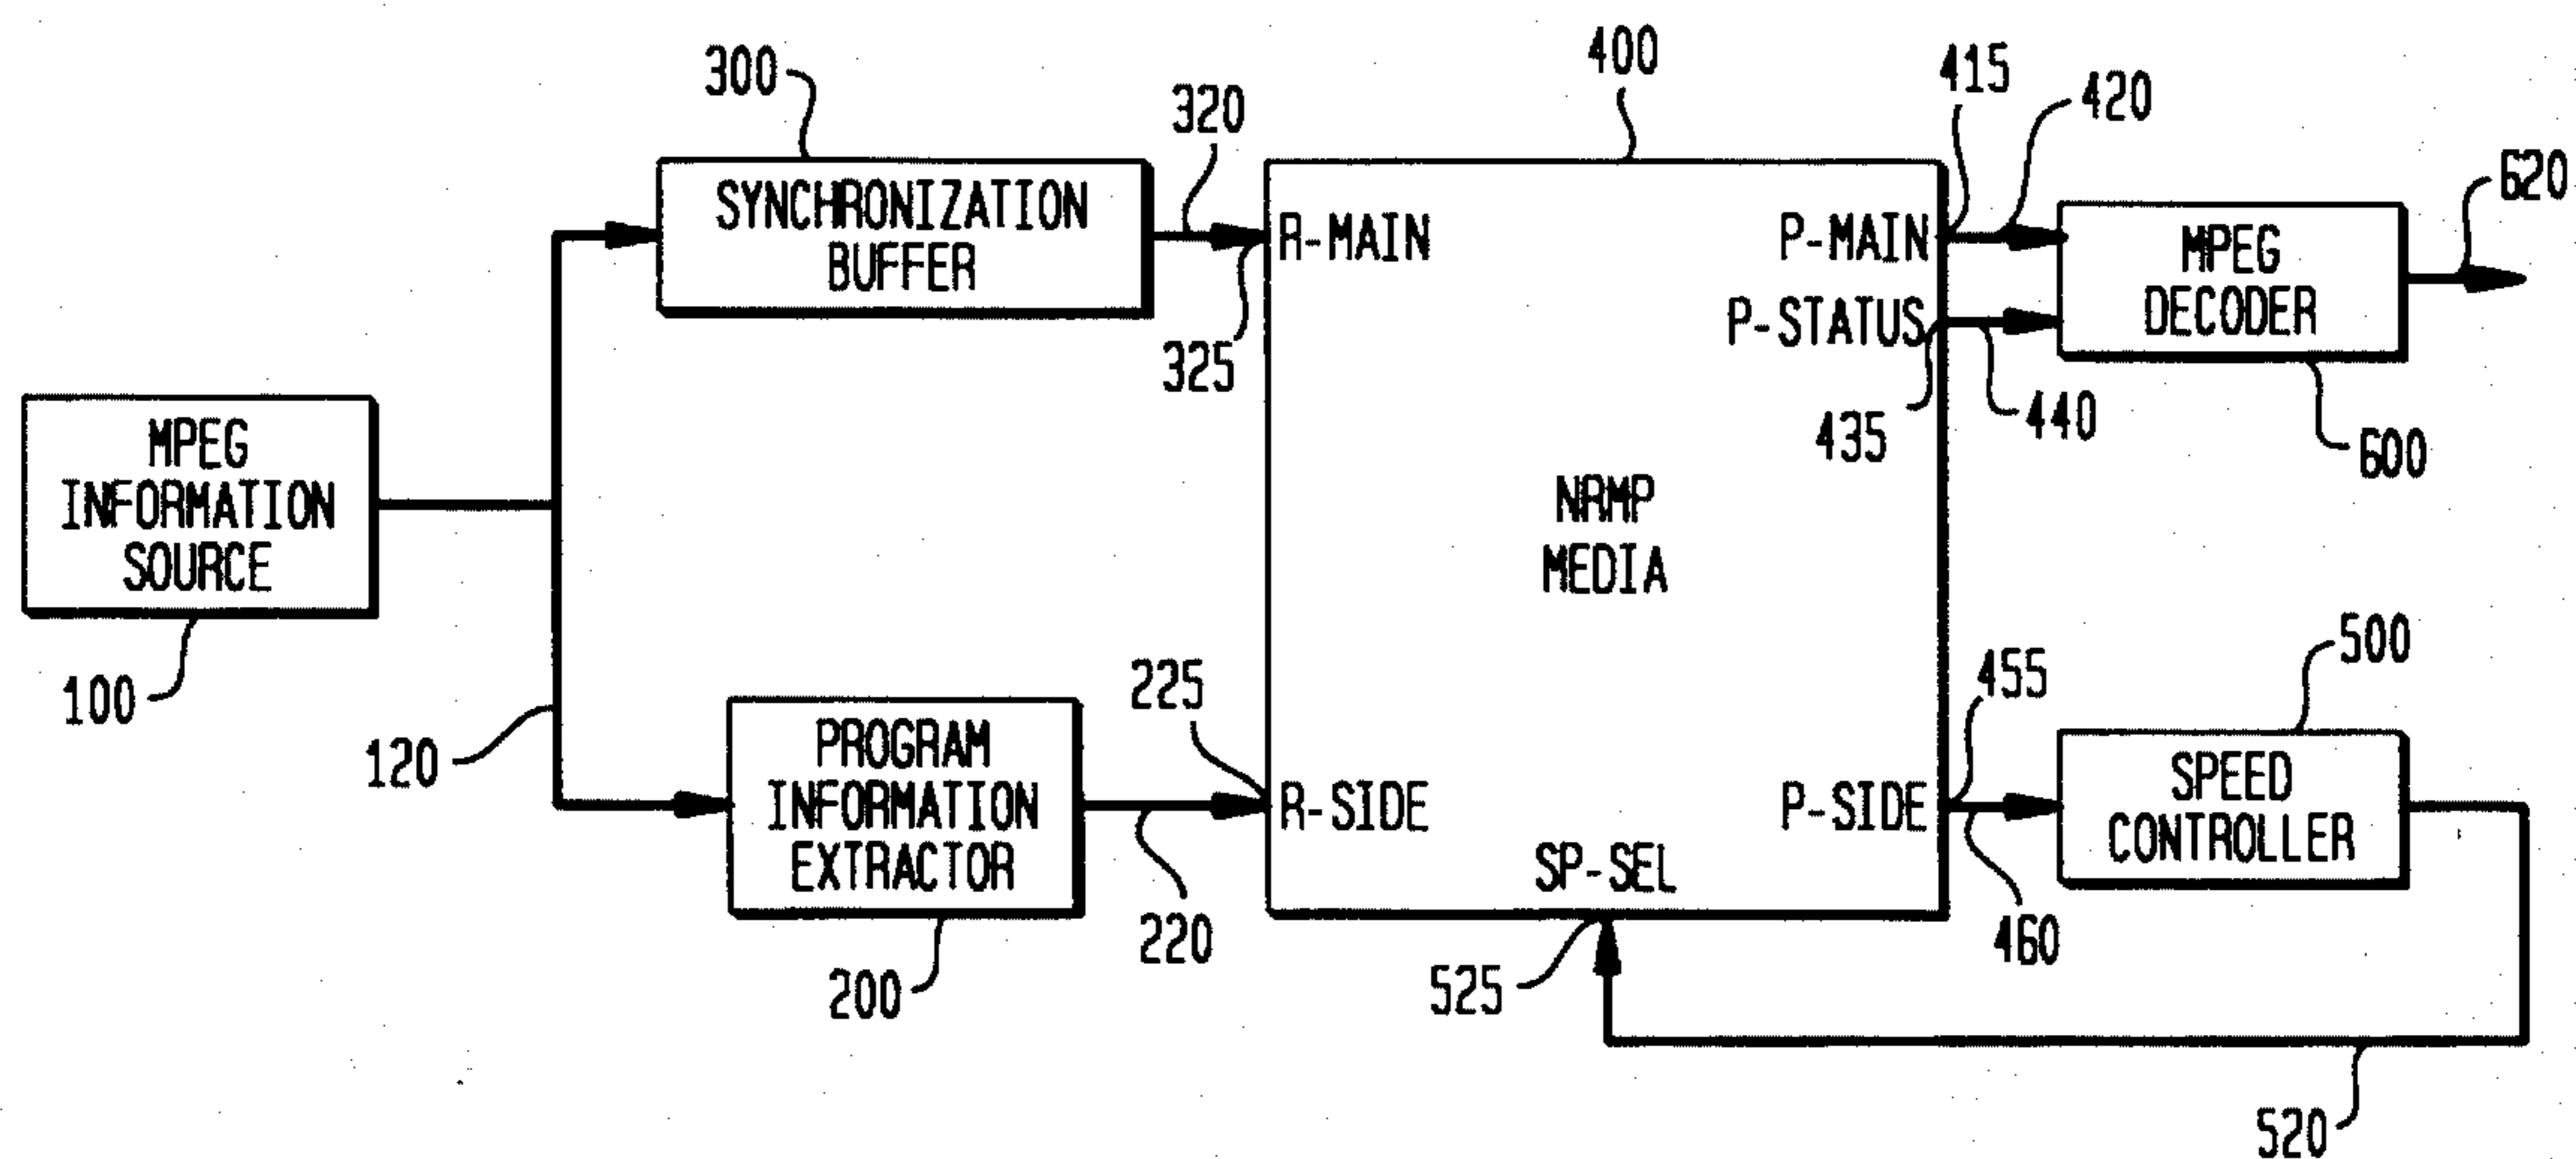 300
SYNCHRONIZATION
BUFFER
320
325
400
R-MAIN
P-MAIN
P-STATUS
415
420
435
440
MPEG
DECODER
600
620
MPEG
INFORMATION
SOURCE
100
120
NRMP
MEDIA
PROGRAM
INFORMATION
EXTRACTOR
200
225
220
R-SIDE
P-SIDE
SP-SEL
525
455
460
500
SPEED
CONTROLLER
520